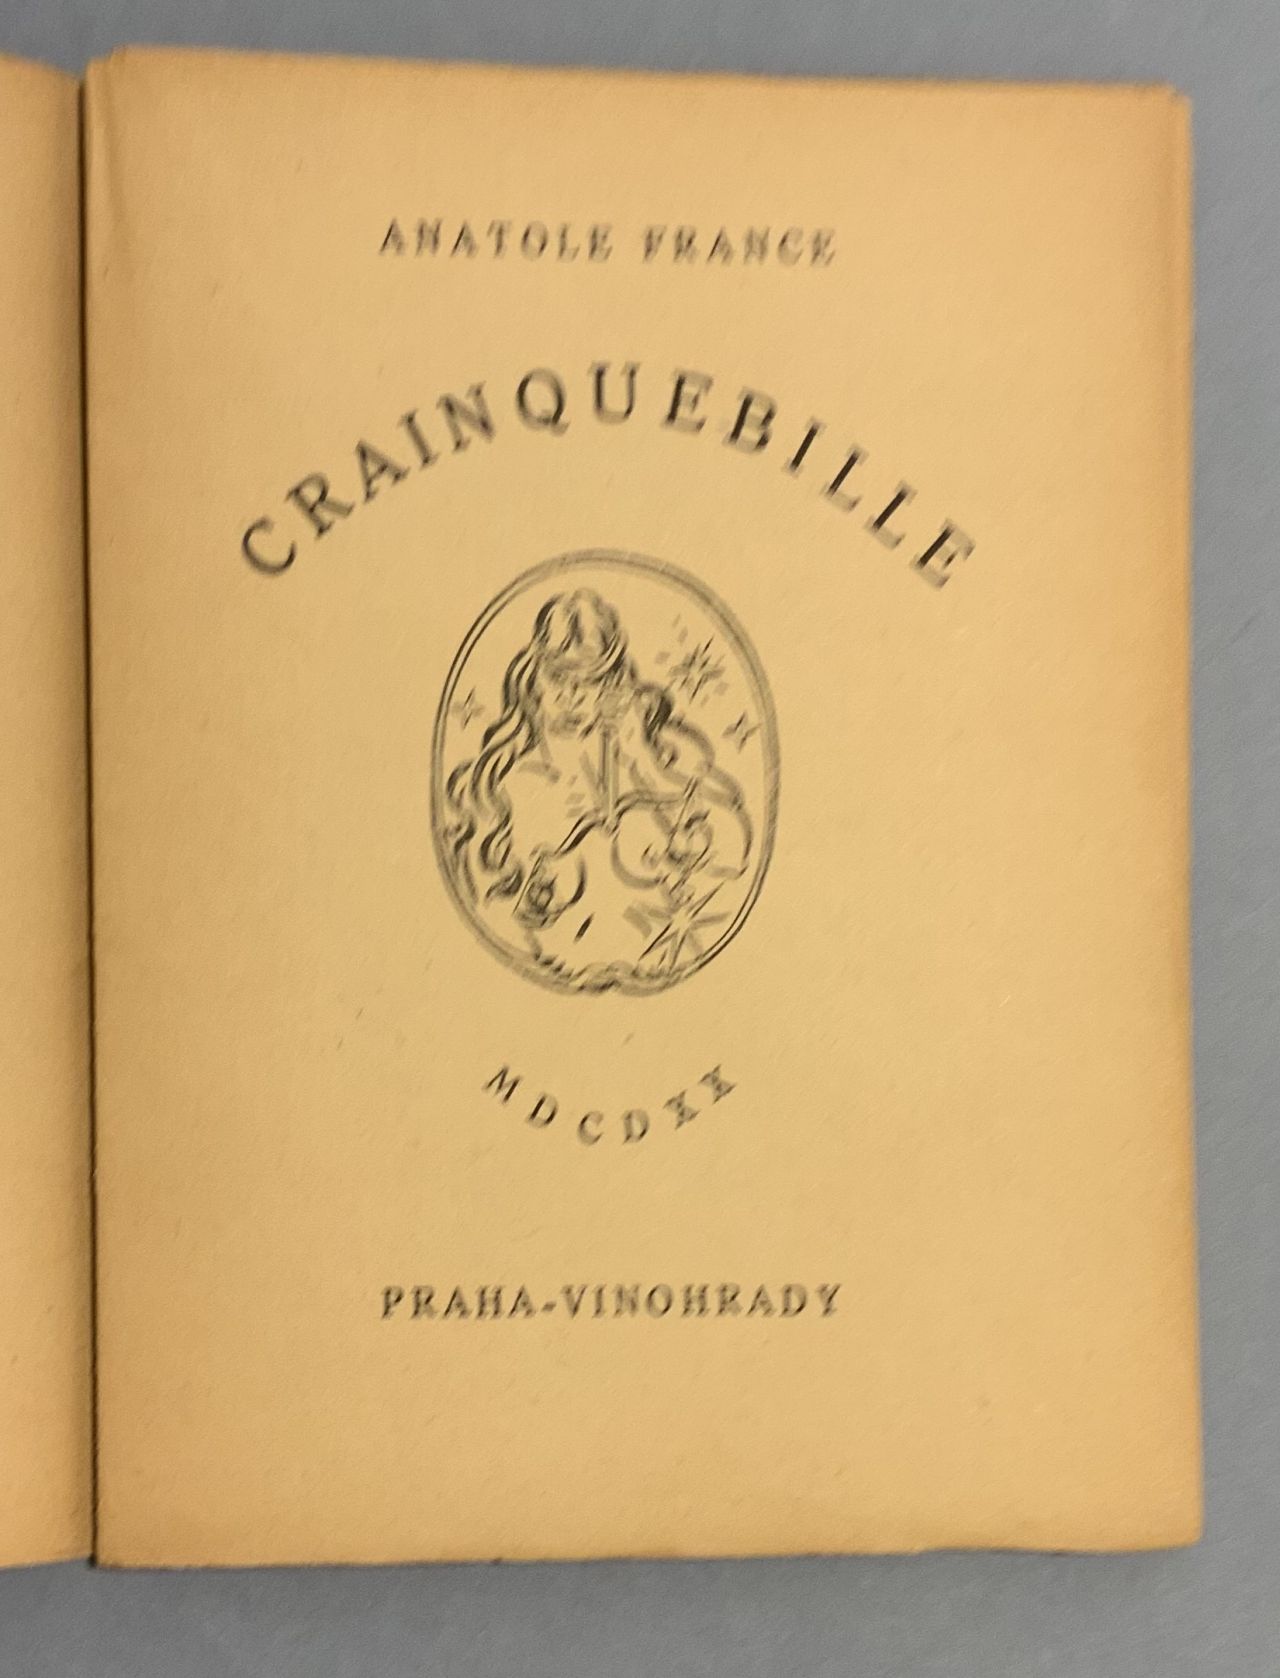 ANATOLE FRANCE
CRAINQUEBILLE
MDCDXX
PRAHA-VINOHRADY